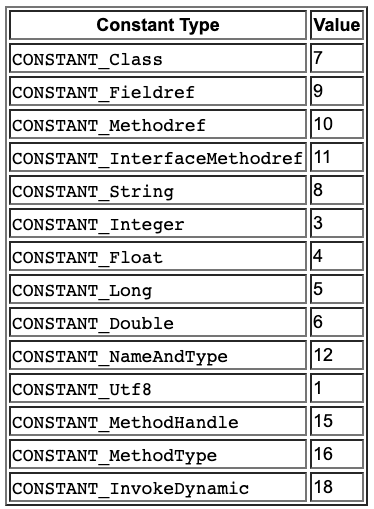 Constant Type Value
CONSTANT_Class 7
CONSTANT_Fieldref 9
CONSTANT_Methodref 10
CONSTANT_InterfaceMethodref 11
CONSTANT_String 8
CONSTANT_Integer 3
CONSTANT_Float 4
CONSTANT_Long 5
CONSTANT_Double 6
CONSTANT_NameAndType 12
CONSTANT_Utf8 1
CONSTANT_MethodHandle 15
CONSTANT_MethodType 16
CONSTANT_InvokeDynamic 18